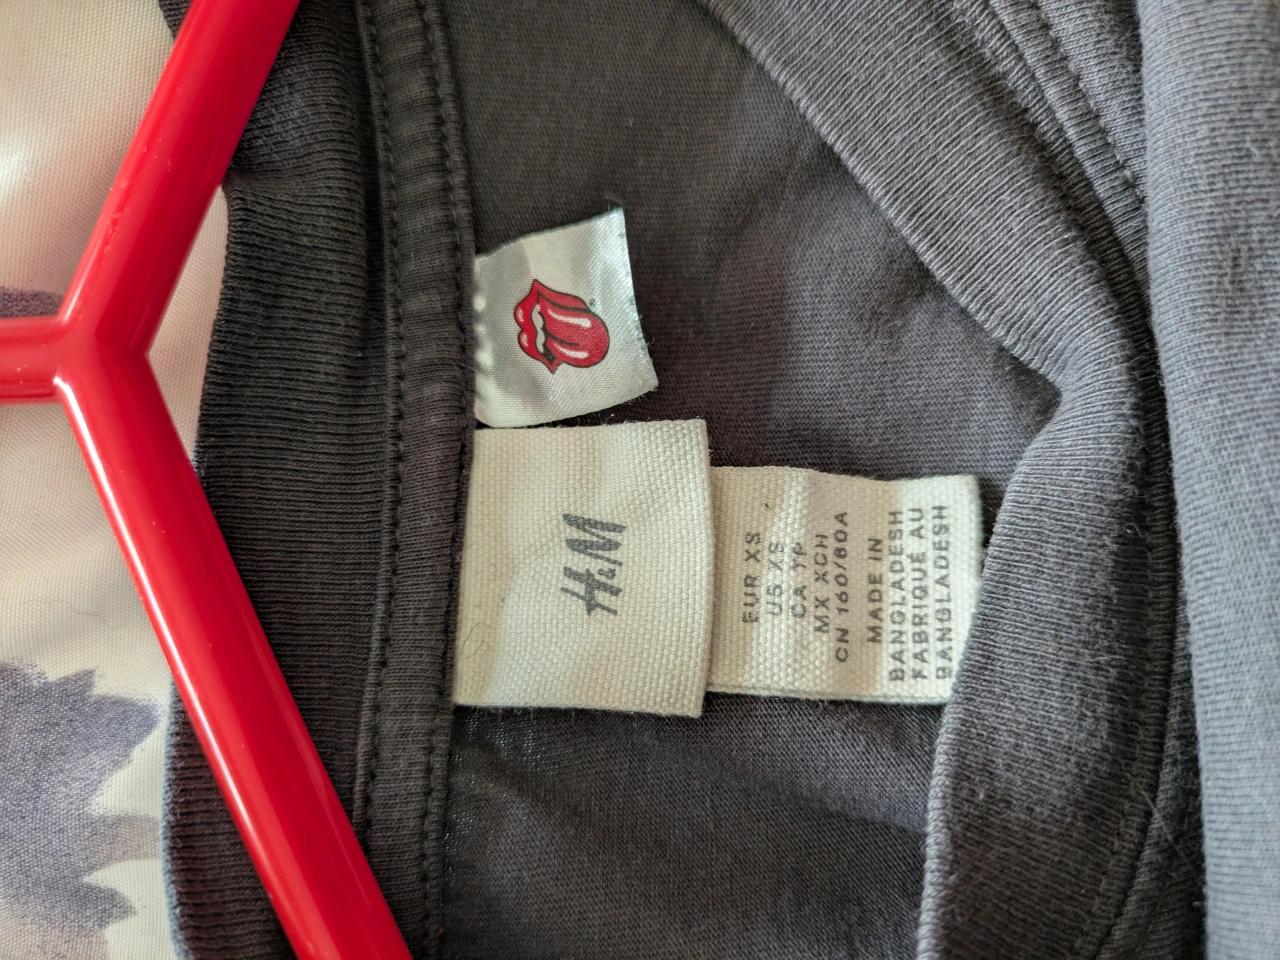 H&M
EUR XS
US XS
CA TP
MX XCH
CN 160/80A
MADE IN
BANGLADESH
FABRIQUÉ AU
BANGLADESH